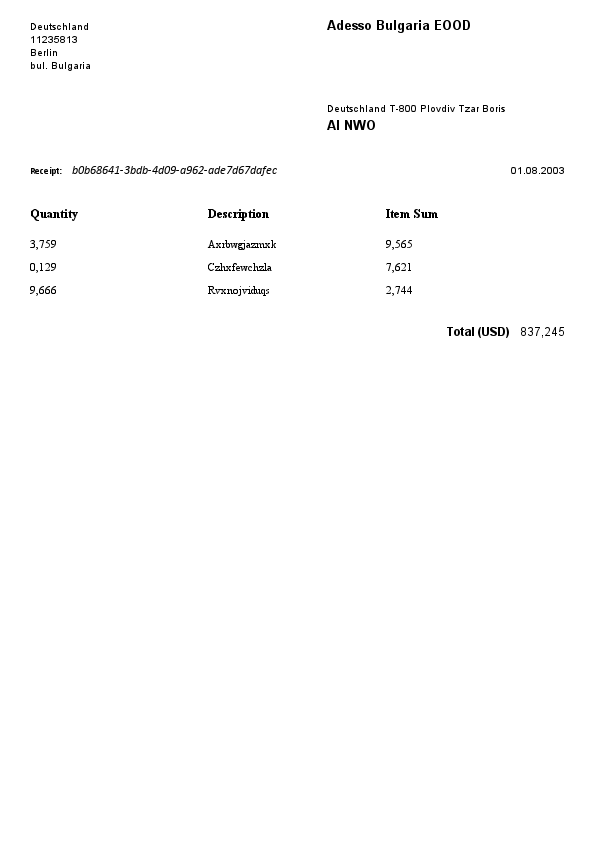 Deutschland
11235813
Berlin
bul. Bulgaria
Adesso Bulgaria EOOD
Deutschland T-800 Plovdiv Tzar Boris
AI NWO
Receipt: b0b68641-3bdb-4d09-a962-ade7d67dafec 01.08.2003
Quantity Description Item Sum
3,759 Axrbwgjazmxk 9,565
0,129 Czhxfewchzla 7,621
9,666 Rvxnojviduqs 2,744
Total (USD) 837,245